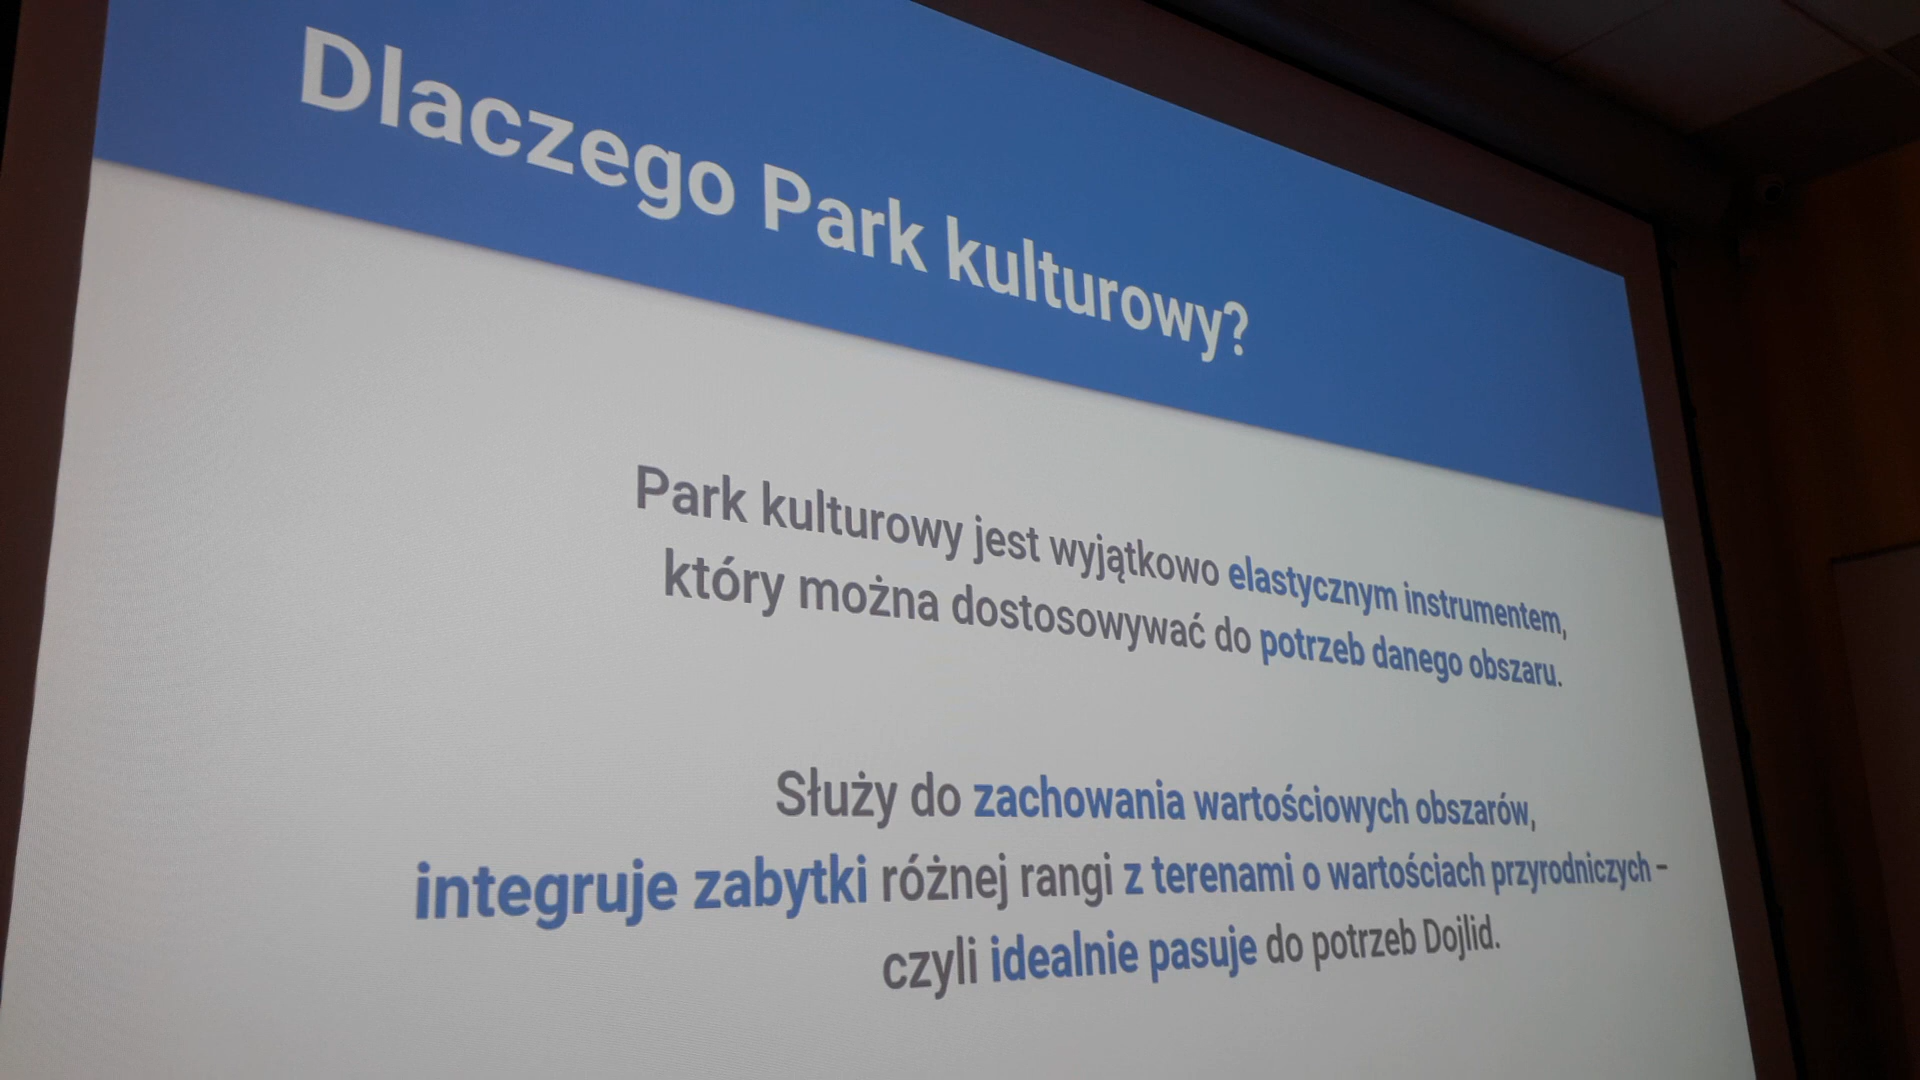 Dlaczego Park kulturowy?
Park kulturowy jest wyjątkowo elastycznym instrumentem,
który można dostosowywać do potrzeb danego obszaru.
Służy do zachowania wartościowych obszarów,
integruje zabytki różnej rangi z terenami o wartościach przyrodniczych –
czyli idealnie pasuje do potrzeb Dojlid.